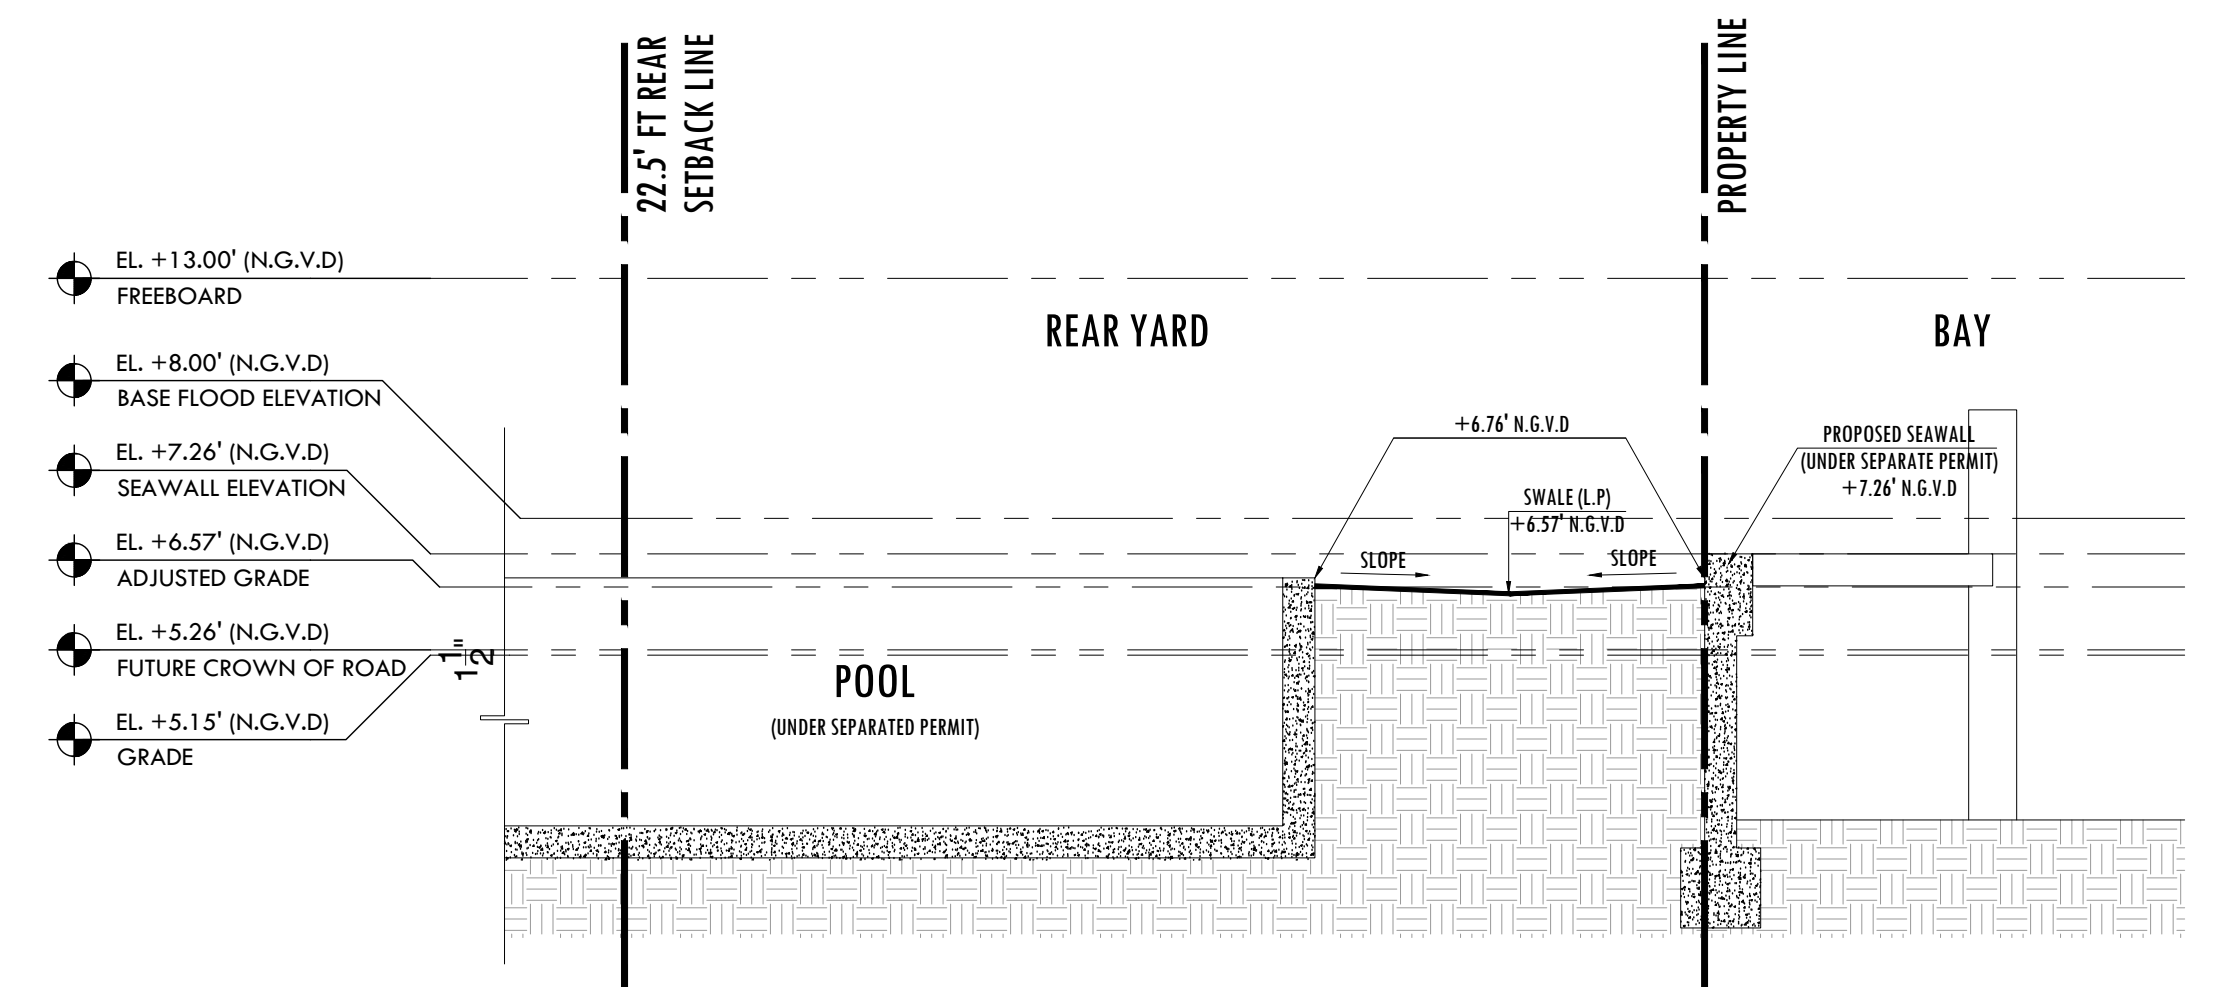 22.5' FT REAR
SETBACK LINE
PROPERTY LINE
EL. +13.00' (N.G.V.D)
FREEBOARD
REAR YARD
BAY
EL. +8.00' (N.G.V.D)
BASE FLOOD ELEVATION
EL. +7.26' (N.G.V.D)
SEAWALL ELEVATION
EL. +6.57' (N.G.V.D)
ADJUSTED GRADE
EL. +5.26' (N.G.V.D)
FUTURE CROWN OF ROAD
EL. +5.15' (N.G.V.D)
GRADE
1 1/2"
+6.76' N.G.V.D
SWALE (L.P)
+6.57' N.G.V.D
SLOPE
SLOPE
PROPOSED SEAWALL
(UNDER SEPARATE PERMIT)
+7.26' N.G.V.D
POOL
(UNDER SEPARATED PERMIT)